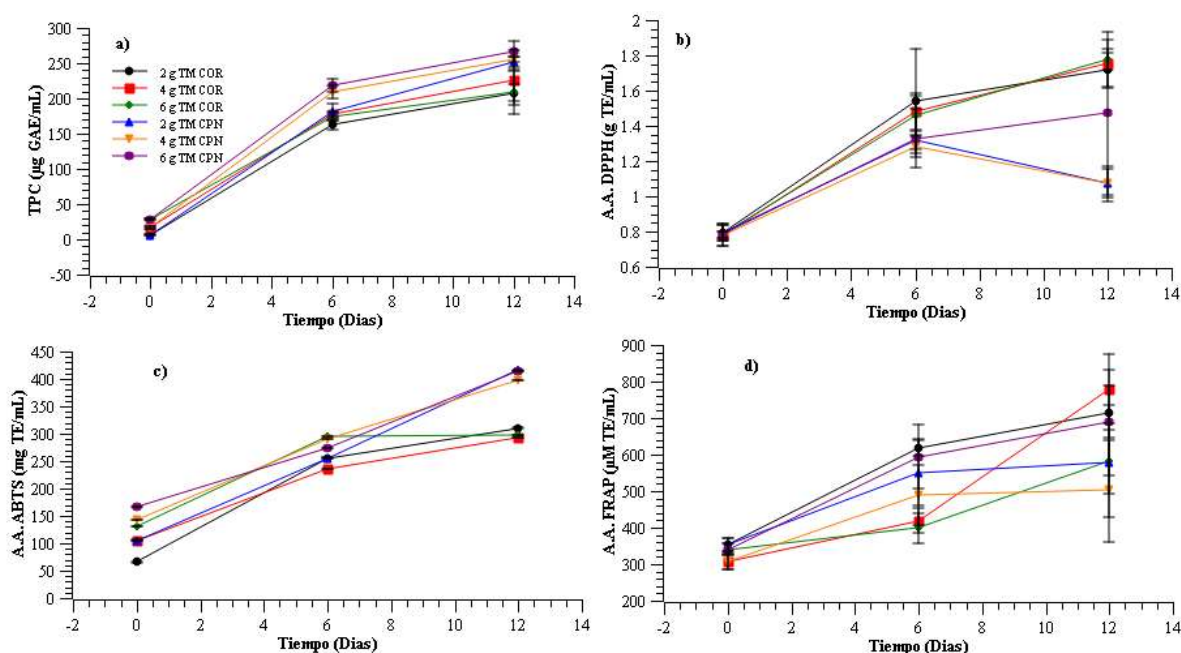 a)
TPC (µg GAE/mL)
300
250
200
150
100
50
0
-50
2 g TM COR
4 g TM COR
6 g TM COR
2 g TM CPN
4 g TM CPN
6 g TM CPN
-2 0 2 4 6 8 10 12 14
Tiempo (Dias)
b)
A.A. DPPH (g TE/mL)
2
1.8
1.6
1.4
1.2
1
0.8
0.6
-2 0 2 4 6 8 10 12 14
Tiempo (Dias)
c)
A.A. ABTS (mg TE/mL)
450
400
350
300
250
200
150
100
50
0
-2 0 2 4 6 8 10 12 14
Tiempo (Dias)
d)
A.A. FRAP (µM TE/mL)
900
800
700
600
500
400
300
200
-2 0 2 4 6 8 10 12 14
Tiempo (Dias)